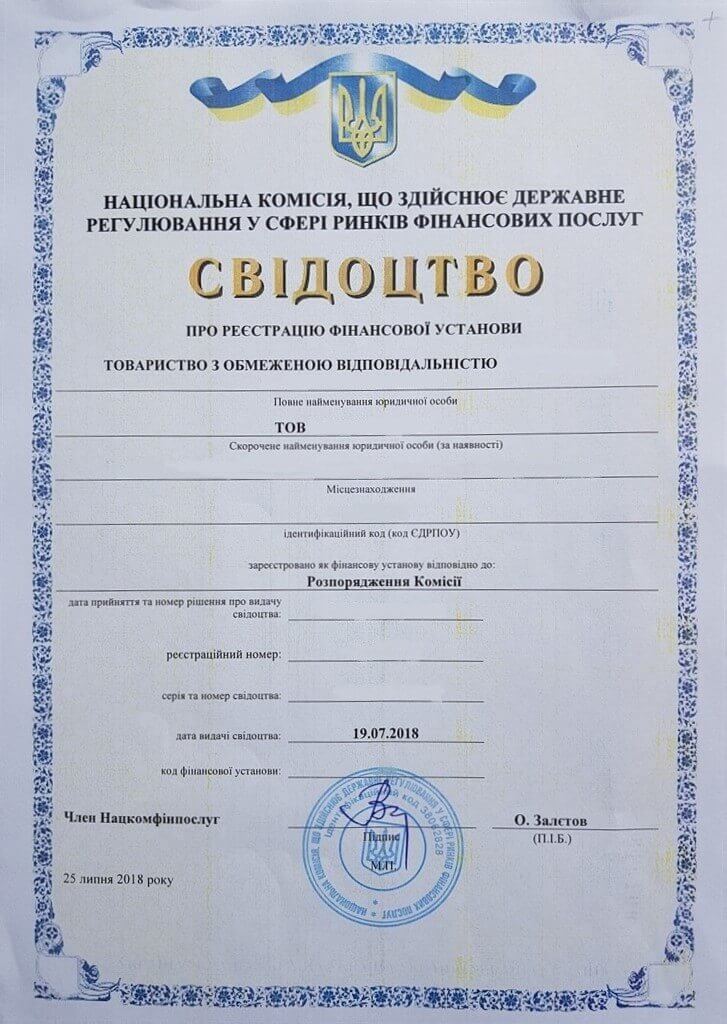 НАЦІОНАЛЬНА КОМІСІЯ, ЩО ЗДІЙСНЮЄ ДЕРЖАВНЕ
РЕГУЛЮВАННЯ У СФЕРІ РИНКІВ ФІНАНСОВИХ ПОСЛУГ
СВІДОЦТВО
ПРО РЕЄСТРАЦІЮ ФІНАНСОВОЇ УСТАНОВИ
ТОВАРИСТВО З ОБМЕЖЕНОЮ ВІДПОВІДАЛЬНІСТЮ
Повне найменування юридичної особи
ТОВ
Скорочене найменування юридичної особи (за наявності)
Місцезнаходження
ідентифікаційний код (код ЄДРПОУ)
зареєстровано як фінансову установу відповідно до:
Розпорядження Комісії
дата прийняття та номер рішення про видачу
свідоцтва:
реєстраційний номер:
серія та номер свідоцтва:
дата видачі свідоцтва: 19.07.2018
код фінансової установи:
Член Нацкомфінпослуг
О. Залєтов
Підпис
(П.І.Б.)
М.П.
25 липня 2018 року
НАЦІОНАЛЬНА КОМІСІЯ, ЩО ЗДІЙСНЮЄ ДЕРЖАВНЕ РЕГУЛЮВАННЯ У СФЕРІ РИНКІВ ФІНАНСОВИХ ПОСЛУГ
Ідентифікаційний код 38062828